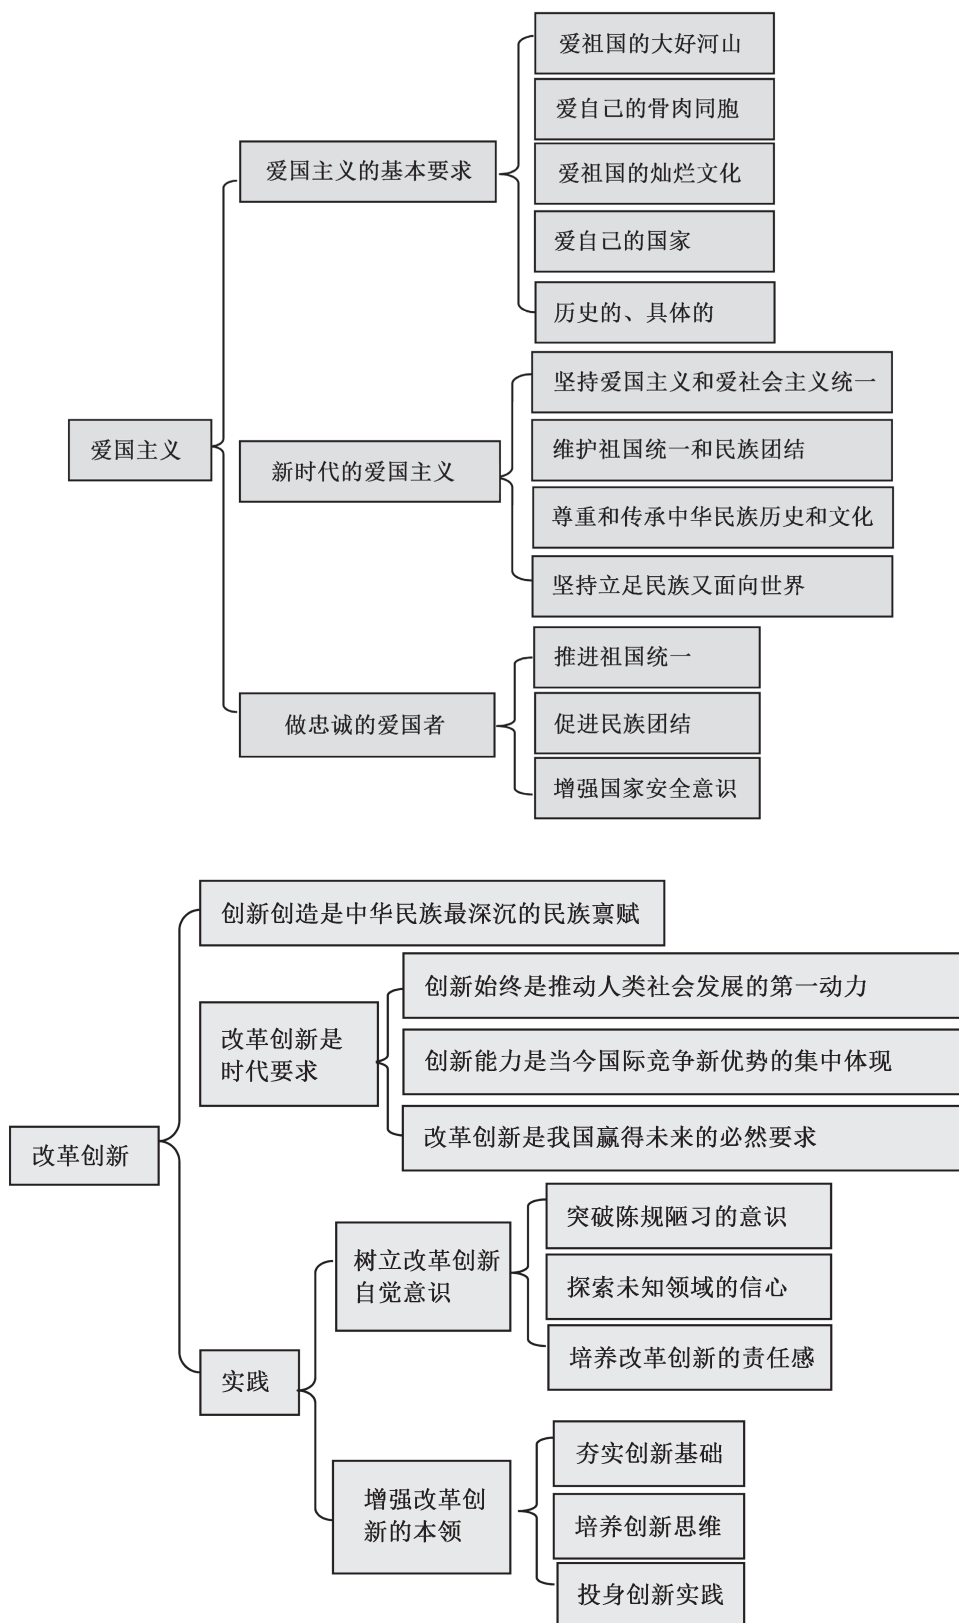 爱国主义
爱国主义的基本要求
爱祖国的大好河山
爱自己的骨肉同胞
爱祖国的灿烂文化
爱自己的国家
历史的、具体的
新时代的爱国主义
坚持爱国主义和爱社会主义统一
维护祖国统一和民族团结
尊重和传承中华民族历史和文化
坚持立足民族又面向世界
做忠诚的爱国者
推进祖国统一
促进民族团结
增强国家安全意识
改革创新
创新创造是中华民族最深沉的民族禀赋
改革创新是
时代要求
创新始终是推动人类社会发展的第一动力
创新能力是当今国际竞争新优势的集中体现
改革创新是我国赢得未来的必然要求
实践
树立改革创新
自觉意识
突破陈规陋习的意识
探索未知领域的信心
培养改革创新的责任感
增强改革创
新的本领
夯实创新基础
培养创新思维
投身创新实践